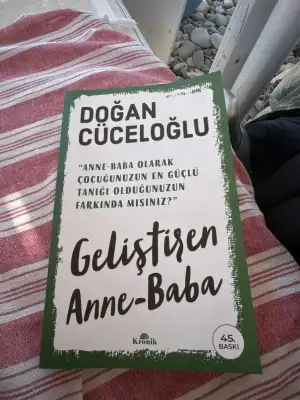 DOĞAN
CÜCELOĞLU
"ANNE-BABA OLARAK
ÇOCUĞUNUZUN EN GÜÇLÜ
TANIĞI OLDUĞUNUZUN
FARKINDA MISINIZ?"
Geliştiren
Anne-Baba
Kronik
45.
BASKI